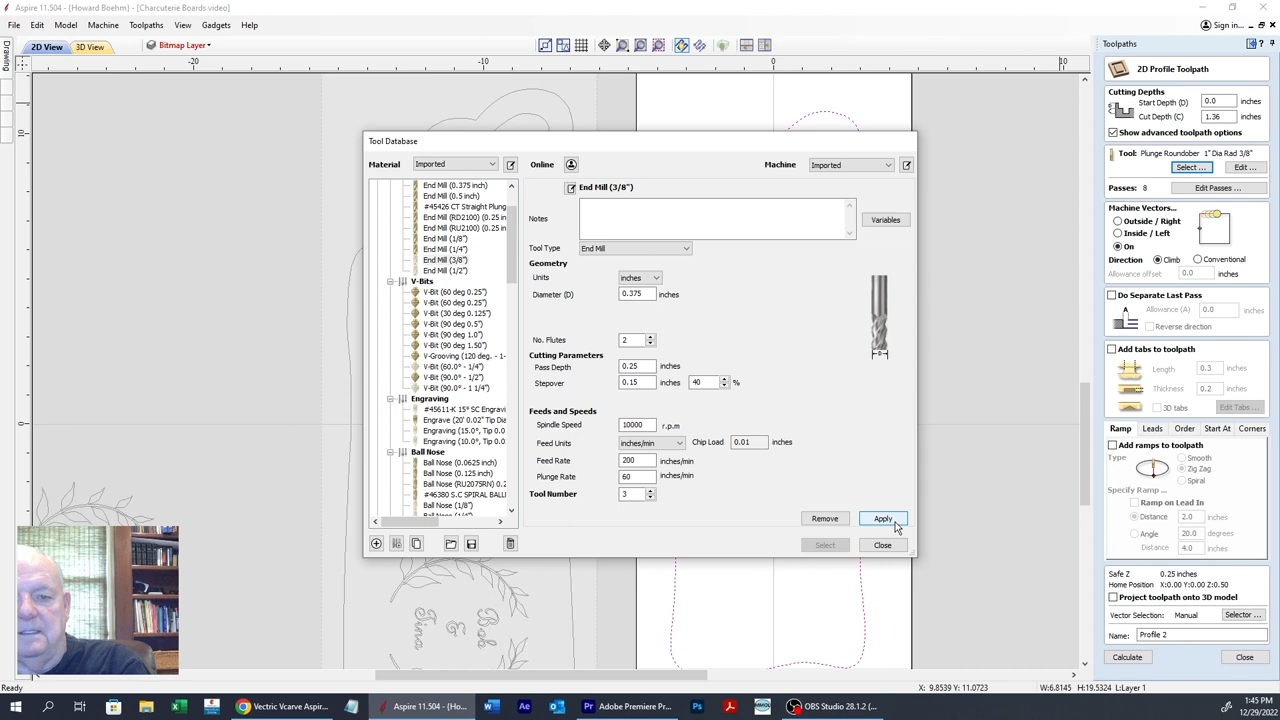 Aspire 11.504 - {Howard Boehm} - {Charcuterie Boards video}
File Edit Model Machine Toolpaths View Gadgets Help
Sign in...
2D View 3D View Bitmap Layer
Drawing
-20 -10 0 10
10
0
Tool Database
Material Imported Online Machine Imported
End Mill (0.375 inch)
End Mill (0.5 inch)
#45426 CT Straight Plung
End Mill (RD2100) (0.25 in
End Mill (RU2100) (0.25 in
End Mill (1/8")
End Mill (1/4")
End Mill (3/8")
End Mill (1/2")
V-Bits
V-Bit (60 deg 0.25")
V-Bit (60 deg 0.25")
V-Bit (30 deg 0.125")
V-Bit (90 deg 0.5")
V-Bit (90 deg 1.0")
V-Bit (90 deg 1.50")
V-Grooving (120 deg. - 1-
V-Bit (60.0° - 1/4")
V-Bit (90.0° - 1/2")
V-Bit (90.0° - 1 1/4")
Engraving
#45611-K 15° SC Engravi
Engrave (20° 0.02" Tip Di
Engraving (15.0°, Tip 0.0
Engraving (10.0°, Tip 0.0
Ball Nose
Ball Nose (0.0625 inch)
Ball Nose (0.125 inch)
Ball Nose (RU2075RN) 0.2
#46380 S.C SPIRAL BALL
Ball Nose (1/8")
End Mill (3/8")
Notes
Variables
Tool Type End Mill
Geometry
Units inches
Diameter (D) 0.375 inches
D
No. Flutes 2
Cutting Parameters
Pass Depth 0.25 inches
Stepover 0.15 inches 40 %
Feeds and Speeds
Spindle Speed 10000 r.p.m
Feed Units inches/min Chip Load 0.01 inches
Feed Rate 200 inches/min
Plunge Rate 60 inches/min
Tool Number 3
Remove Apply
Select Close
Bob
&
Toolpaths
2D Profile Toolpath
Cutting Depths
Start Depth (D) 0.0 inches
Cut Depth (C) 1.36 inches
Show advanced toolpath options
Tool: Plunge Roundober 1" Dia Rad 3/8"
Select ... Edit ...
Passes: 8 Edit Passes ...
Machine Vectors...
Outside / Right
Inside / Left
On
Direction Climb Conventional
Allowance offset 0.0 inches
Do Separate Last Pass
Allowance (A) 0.0 inches
Reverse direction
Add tabs to toolpath
Length 0.3 inches
Thickness 0.2 inches
3D tabs Edit Tabs ...
Ramp Leads Order Start At Corners
Add ramps to toolpath
Type Smooth
Zig Zag
Spiral
Specify Ramp ...
Ramp on Lead In
Distance 2.0 inches
Angle 20.0 degrees
Distance 4.0 inches
Safe Z 0.25 inches
Home Position X:0.00 Y:0.00 Z:0.50
Project toolpath onto 3D model
Vector Selection: Manual Selector ...
Name: Profile 2
Calculate Close
Ready X: 9.8539 Y: 11.0723 W:6.8145 H:19.5324 L:Layer 1
Vectric Vcarve Aspir... Aspire 11.504 - {Ho... Adobe Premiere Pr... OBS Studio 28.1.2 (...
1:45 PM
12/29/2022